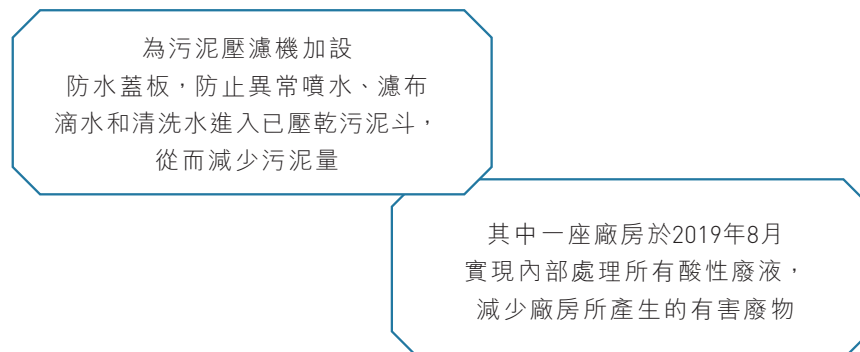 為污泥壓濾機加設
防水蓋板，防止異常噴水、濾布
滴水和清洗水進入已壓乾污泥斗，
從而減少污泥量
其中一座廠房於2019年8月
實現內部處理所有酸性廢液，
減少廠房所產生的有害廢物